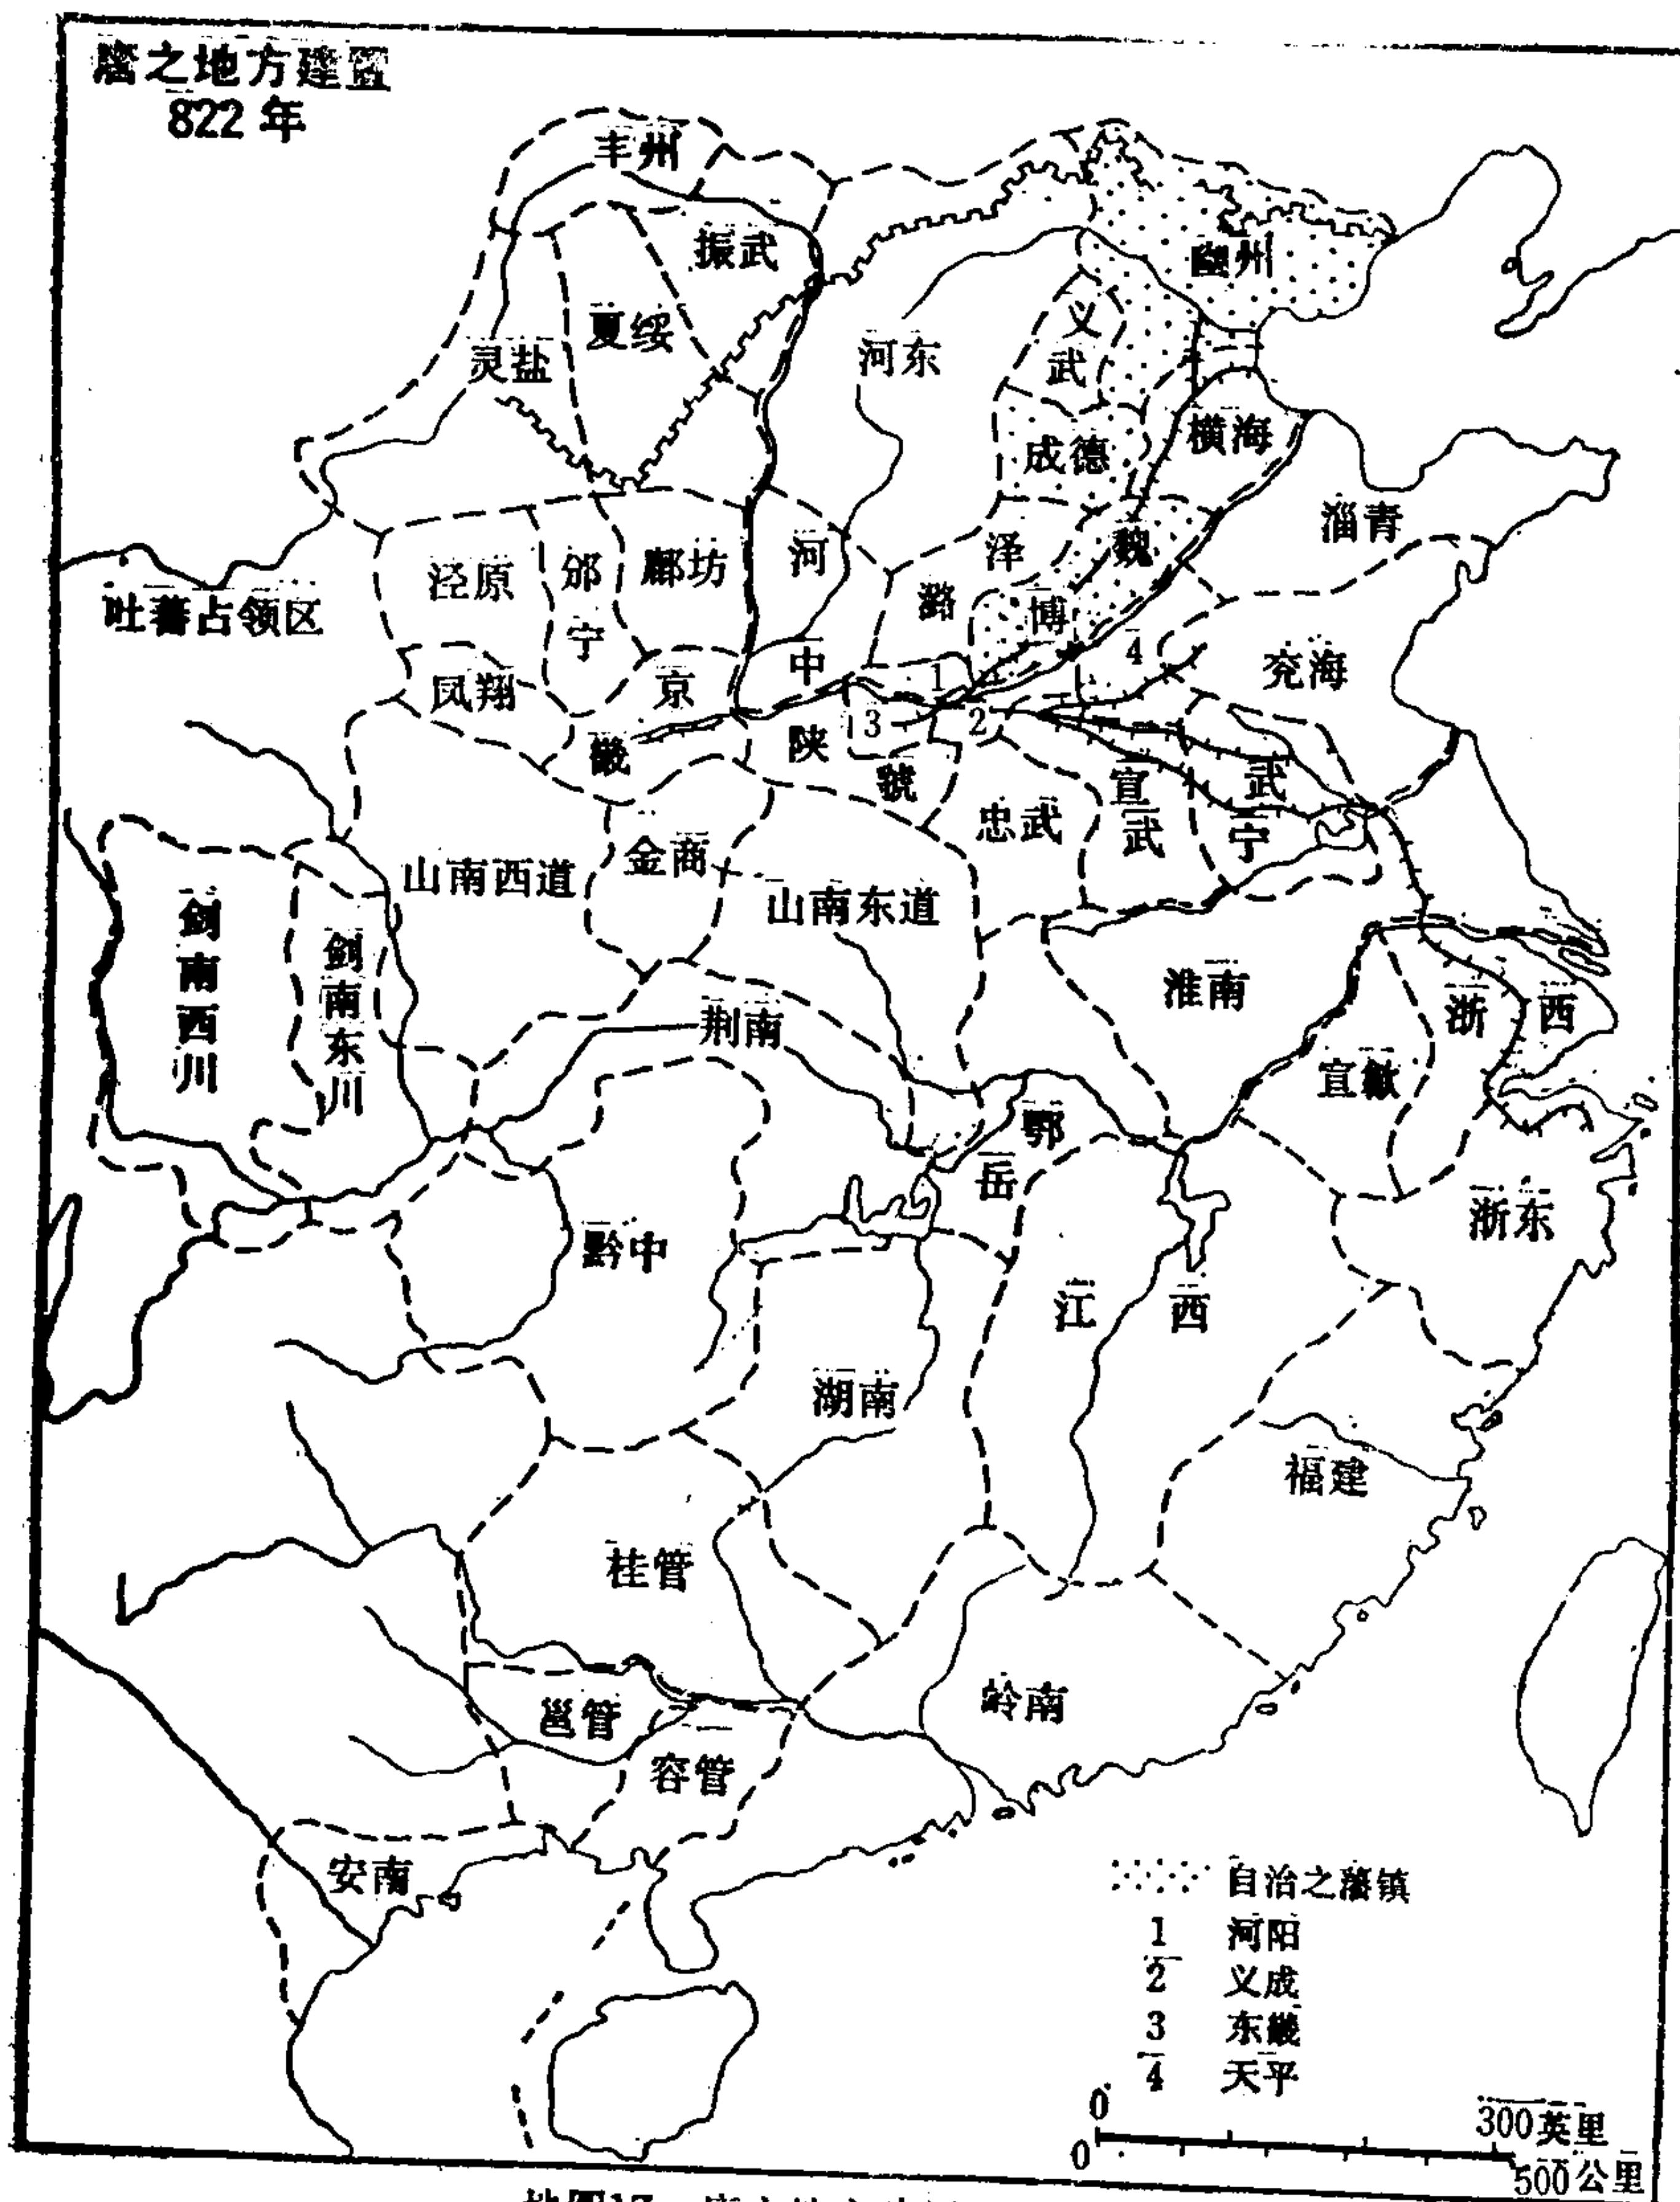 唐之地方建置
822年
丰州
振武
幽州
夏绥
义武
灵盐
河东
横海
成德
淄青
泾原
邠宁
鄜坊
河中
泽潞
魏博
吐蕃占领区
4
兖海
凤翔
京畿
1
3
2
陕虢
忠武
宣武
武宁
金商
山南西道
山南东道
剑南西川
剑南东川
淮南
浙西
荆南
宣歙
鄂岳
浙东
黔中
江西
湖南
福建
桂管
岭南
邕管
容管
安南
自治之藩镇
1 河阳
2 义成
3 东畿
4 天平
0 300英里
0 500公里